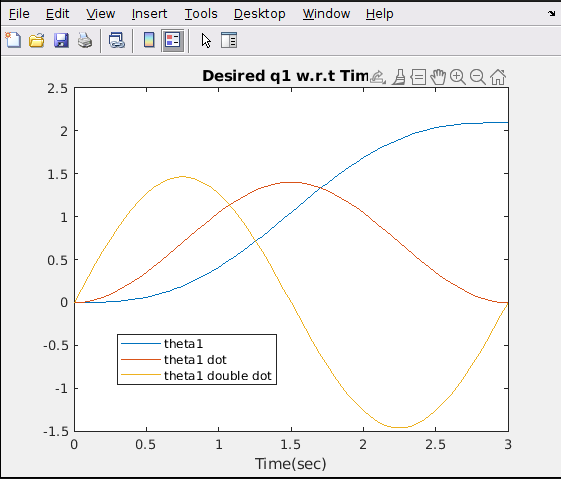 File Edit View Insert Tools Desktop Window Help
Desired q1 w.r.t Tim
2.5
2
1.5
1
0.5
0
-0.5
-1
-1.5
theta1
theta1 dot
theta1 double dot
0 0.5 1 1.5 2 2.5 3
Time(sec)